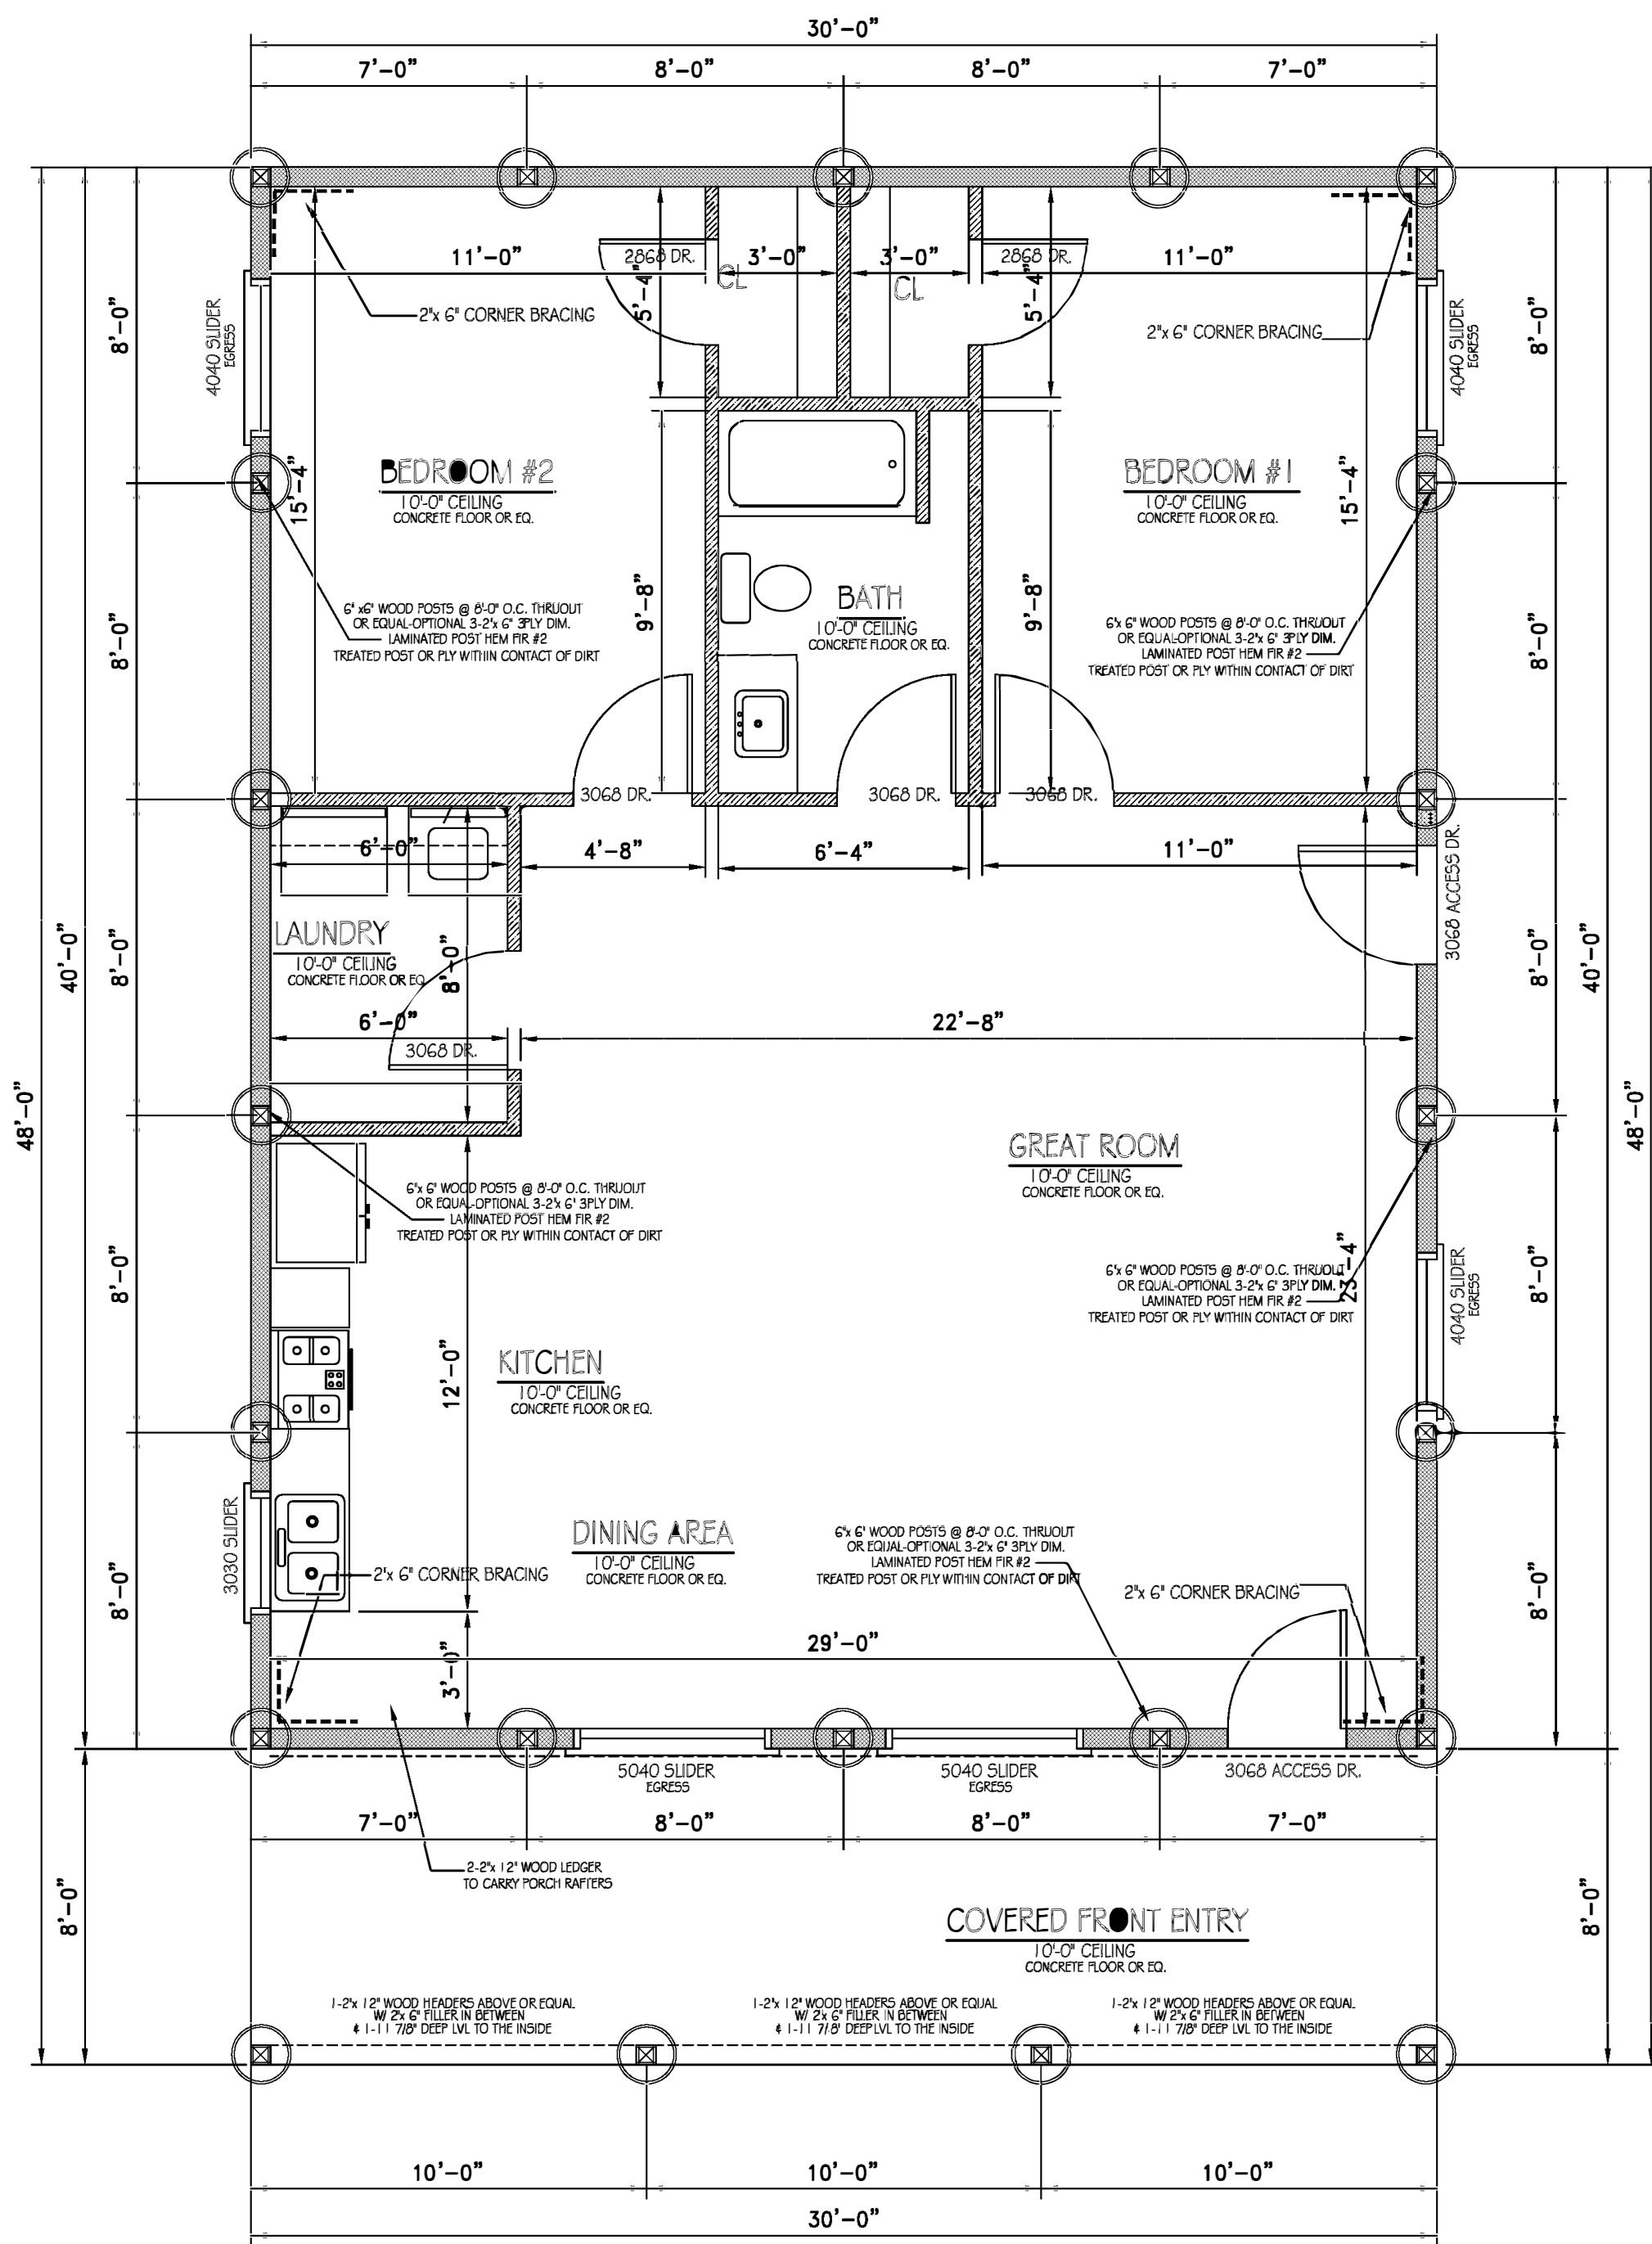 30'-0"
7'-0" 8'-0" 8'-0" 7'-0"
11'-0" 2868 DR. 3'-0" 3'-0" 2868 DR. 11'-0"
CL CL
5'-4" 5'-4"
2"x 6" CORNER BRACING
2"x 6" CORNER BRACING
4040 SLIDER
EGRESS
4040 SLIDER
EGRESS
8'-0" 8'-0"
15'-4" 15'-4"
BEDROOM #2
10'-0" CEILING
CONCRETE FLOOR OR EQ.
BEDROOM #1
10'-0" CEILING
CONCRETE FLOOR OR EQ.
9'-8" 9'-8"
BATH
10'-0" CEILING
CONCRETE FLOOR OR EQ.
6" x6" WOOD POSTS @ 8'-0" O.C. THRUOUT
OR EQUAL-OPTIONAL 3-2"x 6" 3PLY DIM.
LAMINATED POST HEM FIR #2
TREATED POST OR PLY WITHIN CONTACT OF DIRT
6"x 6" WOOD POSTS @ 8'-0" O.C. THRUOUT
OR EQUAL-OPTIONAL 3-2"x 6" 3PLY DIM.
LAMINATED POST HEM FIR #2
TREATED POST OR PLY WITHIN CONTACT OF DIRT
8'-0" 8'-0"
3068 DR. 3068 DR. 3068 DR.
6'-0" 4'-8" 6'-4" 11'-0"
3068 ACCESS DR.
LAUNDRY
10'-0" CEILING
CONCRETE FLOOR OR EQ.
8'-0"
40'-0" 8'-0" 8'-0" 40'-0"
6'-0" 22'-8"
3068 DR.
48'-0" 48'-0"
GREAT ROOM
10'-0" CEILING
CONCRETE FLOOR OR EQ.
6"x 6" WOOD POSTS @ 8'-0" O.C. THRUOUT
OR EQUAL-OPTIONAL 3-2"x 6" 3PLY DIM.
LAMINATED POST HEM FIR #2
TREATED POST OR PLY WITHIN CONTACT OF DIRT
6"x 6" WOOD POSTS @ 8'-0" O.C. THRUOUT
OR EQUAL-OPTIONAL 3-2"x 6" 3PLY DIM.
LAMINATED POST HEM FIR #2
TREATED POST OR PLY WITHIN CONTACT OF DIRT
23'-4"
8'-0" 8'-0"
4040 SLIDER
EGRESS
KITCHEN
10'-0" CEILING
CONCRETE FLOOR OR EQ.
12'-0"
3030 SLIDER
DINING AREA
10'-0" CEILING
CONCRETE FLOOR OR EQ.
6"x 6" WOOD POSTS @ 8'-0" O.C. THRUOUT
OR EQUAL-OPTIONAL 3-2"x 6" 3PLY DIM.
LAMINATED POST HEM FIR #2
TREATED POST OR PLY WITHIN CONTACT OF DIRT
2"x 6" CORNER BRACING
2"x 6" CORNER BRACING
8'-0" 8'-0"
29'-0"
3'-0"
5040 SLIDER
EGRESS
5040 SLIDER
EGRESS
3068 ACCESS DR.
7'-0" 8'-0" 8'-0" 7'-0"
2-2"x 12" WOOD LEDGER
TO CARRY PORCH RAFTERS
8'-0" 8'-0"
COVERED FRONT ENTRY
10'-0" CEILING
CONCRETE FLOOR OR EQ.
1-2"x 12" WOOD HEADERS ABOVE OR EQUAL
W/ 2"x 6" FILLER IN BETWEEN
& 1-11 7/8" DEEP LVL TO THE INSIDE
1-2"x 12" WOOD HEADERS ABOVE OR EQUAL
W/ 2"x 6" FILLER IN BETWEEN
& 1-11 7/8" DEEP LVL TO THE INSIDE
1-2"x 12" WOOD HEADERS ABOVE OR EQUAL
W/ 2"x 6" FILLER IN BETWEEN
& 1-11 7/8" DEEP LVL TO THE INSIDE
10'-0" 10'-0" 10'-0"
30'-0"